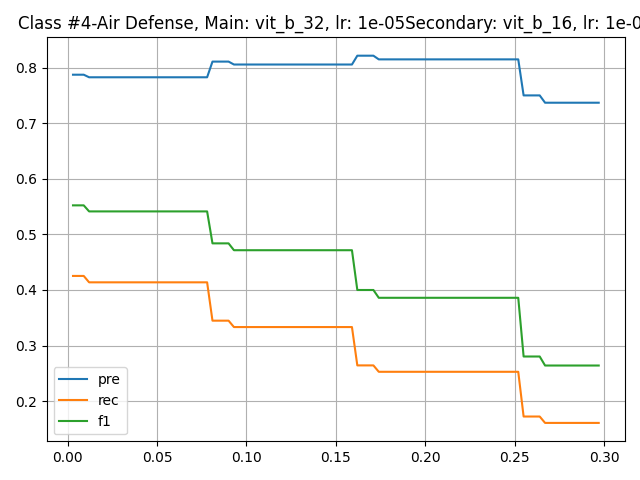 Class #4-Air Defense, Main: vit_b_32, lr: 1e-05Secondary: vit_b_16, lr: 1e-0
0.8
0.7
0.6
0.5
0.4
0.3
0.2
pre
rec
f1
0.00 0.05 0.10 0.15 0.20 0.25 0.30